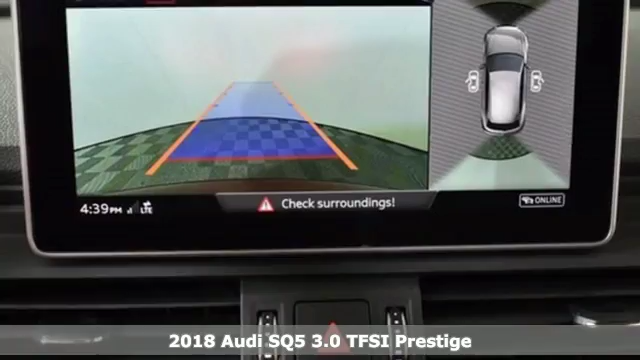 4:39PM LTE
Check surroundings!
ONLINE
2018 Audi SQ5 3.0 TFSI Prestige